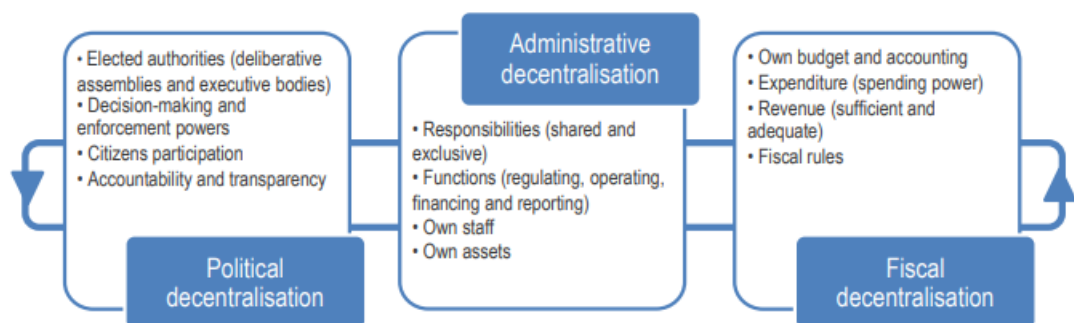 • Elected authorities (deliberative
assemblies and executive bodies)
• Decision-making and
enforcement powers
• Citizens participation
• Accountability and transparency
Political
decentralisation
Administrative
decentralisation
• Responsibilities (shared and
exclusive)
• Functions (regulating, operating,
financing and reporting)
• Own staff
• Own assets
• Own budget and accounting
• Expenditure (spending power)
• Revenue (sufficient and
adequate)
• Fiscal rules
Fiscal
decentralisation